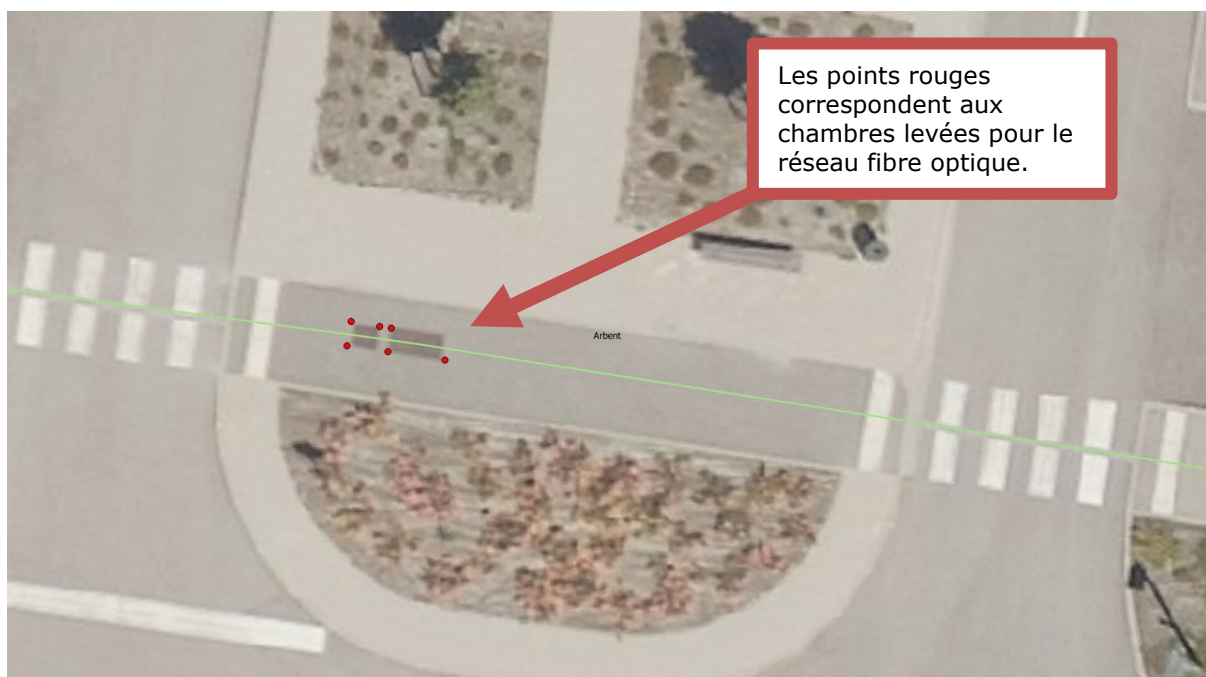 Les points rouges
correspondent aux
chambres levées pour le
réseau fibre optique.
Arbent